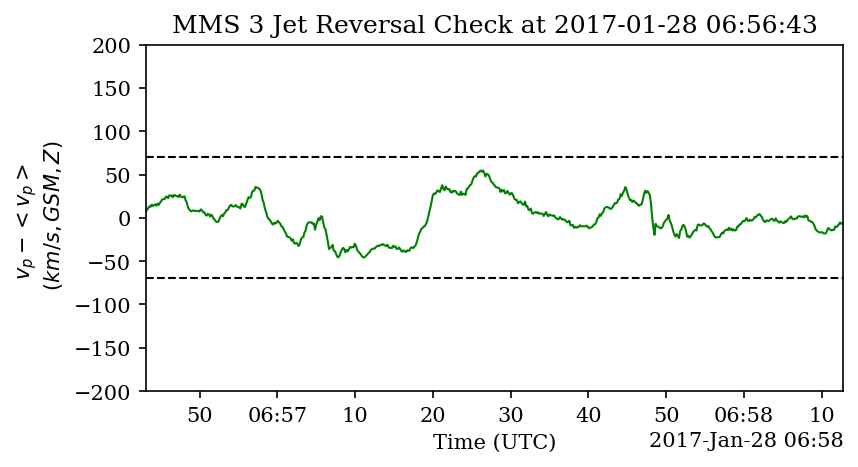 MMS 3 Jet Reversal Check at 2017-01-28 06:56:43
200
150
100
50
0
−50
−100
−150
−200
v_p − < v_p >
(km/s, GSM, Z)
50 06:57 10 20 30 40 50 06:58 10
Time (UTC)
2017-Jan-28 06:58